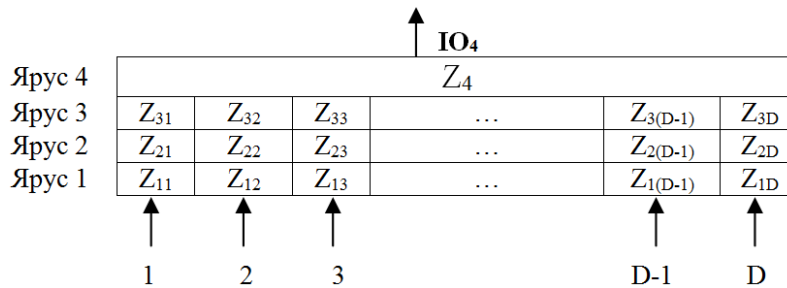 IO₄
Ярус 4 Z₄
Ярус 3 Z₃₁ Z₃₂ Z₃₃ … Z₃₍D-1₎ Z₃D
Ярус 2 Z₂₁ Z₂₂ Z₂₃ … Z₂₍D-1₎ Z₂D
Ярус 1 Z₁₁ Z₁₂ Z₁₃ … Z₁₍D-1₎ Z₁D
1 2 3 D-1 D